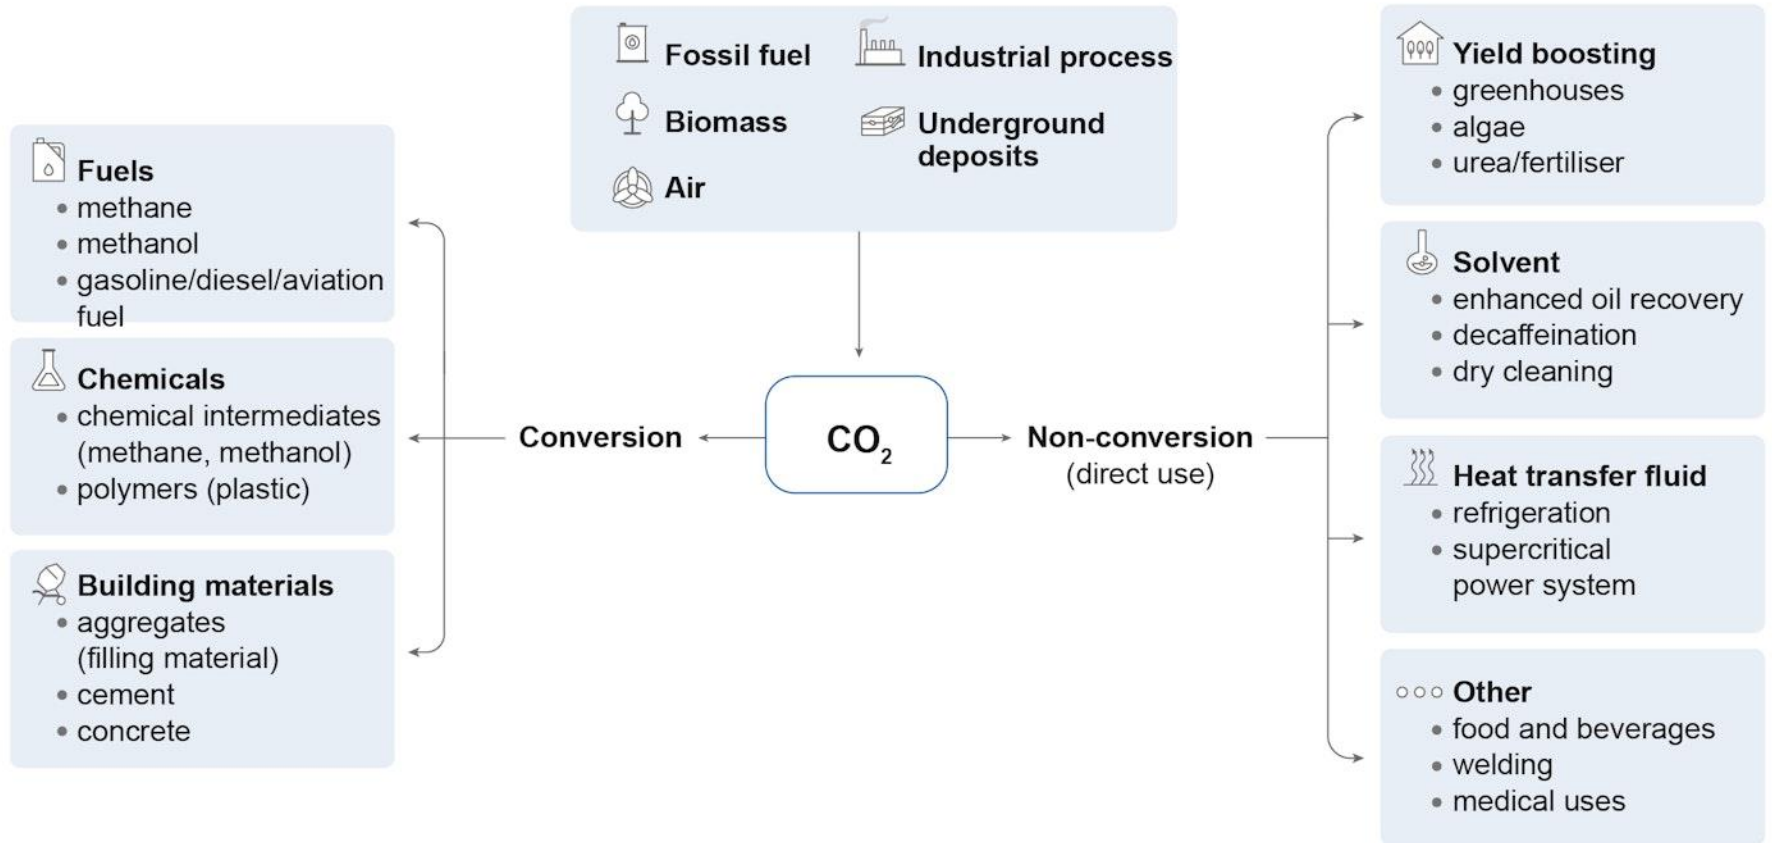 Fossil fuel
Industrial process
Biomass
Underground
deposits
Air
Fuels
• methane
• methanol
• gasoline/diesel/aviation
fuel
Chemicals
• chemical intermediates
(methane, methanol)
• polymers (plastic)
Building materials
• aggregates
(filling material)
• cement
• concrete
Conversion
CO₂
Non-conversion
(direct use)
Yield boosting
• greenhouses
• algae
• urea/fertiliser
Solvent
• enhanced oil recovery
• decaffeination
• dry cleaning
Heat transfer fluid
• refrigeration
• supercritical
power system
Other
• food and beverages
• welding
• medical uses